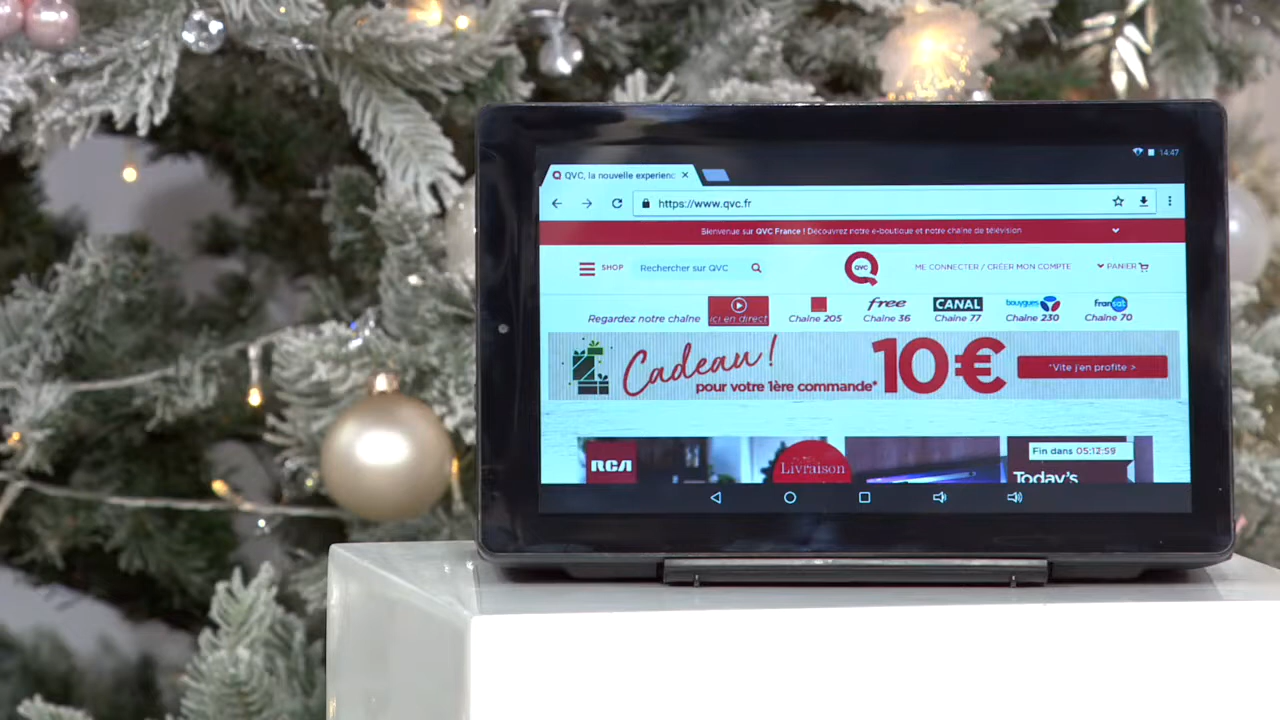 14:47
QVC, la nouvelle experienc
https://www.qvc.fr
Bienvenue sur QVC France ! Découvrez notre e-boutique et notre chaîne de télévision
SHOP
Rechercher sur QVC
QVC
ME CONNECTER / CRÉER MON COMPTE
PANIER
Regardez notre chaîne
ici en direct
Chaîne 205
free
Chaîne 36
CANAL
Chaîne 77
bouygues
Chaîne 230
fransat
Chaîne 70
Cadeau !
pour votre 1ère commande*
10€
*Vite j'en profite >
RCA
Livraison
Fin dans 05:12:59
Today's